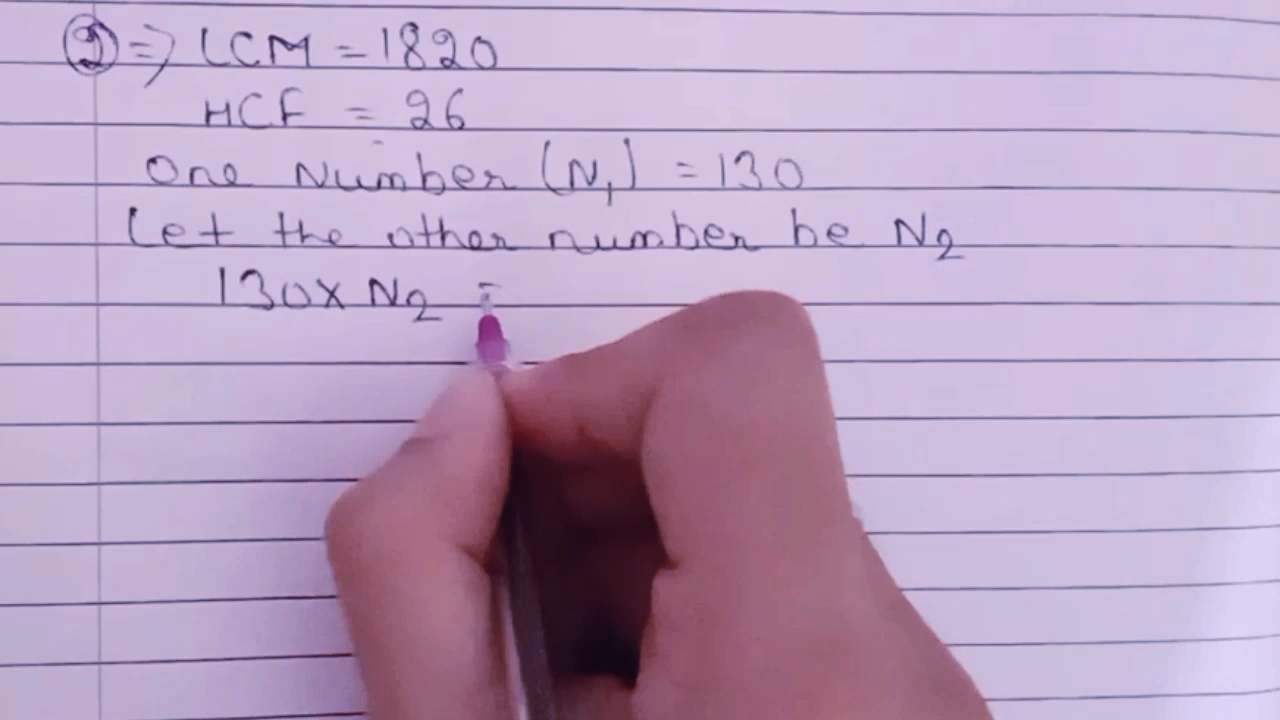 2 => LCM = 1820
HCF = 26
One Number (N1) = 130
Let the other number be N2
130 x N2 =